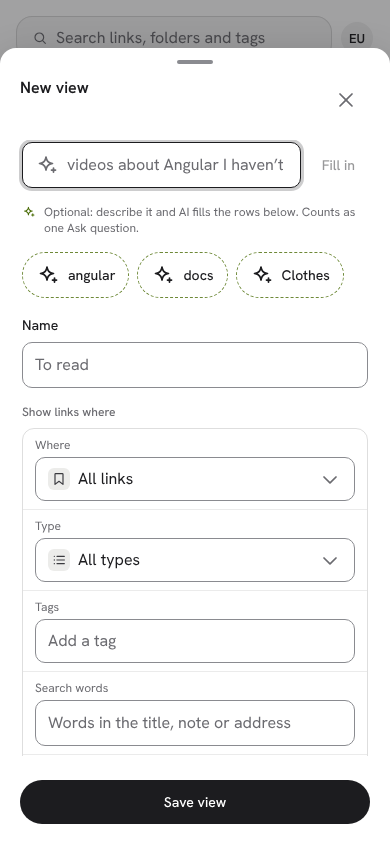 Search links, folders and tags
EU
New view
videos about Angular I haven't
Fill in
Optional: describe it and AI fills the rows below. Counts as
one Ask question.
angular
docs
Clothes
Name
To read
Show links where
Where
All links
Type
All types
Tags
Add a tag
Search words
Words in the title, note or address
Save view